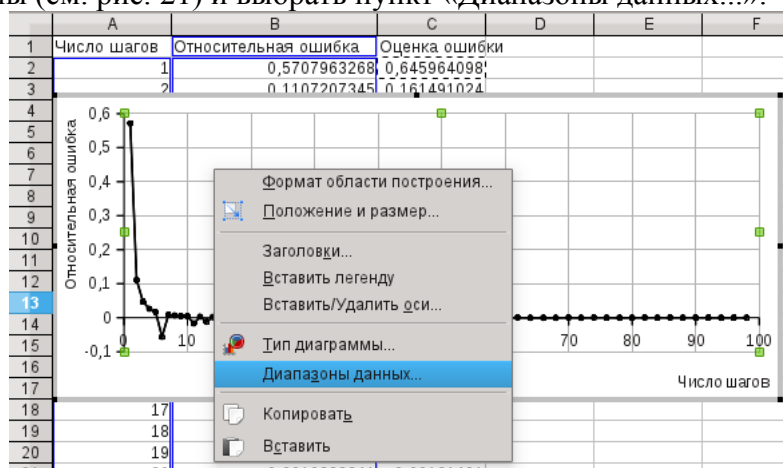 ы (см. рис. 21) и выбрать пункт «Диапазоны данных...».
A B C D E F
1 Число шагов Относительная ошибка Оценка ошибки
2 1 0,5707963268 0,645964098
3 2 0,1107207345 0,161491024
4
5
6
7
8
9
10
11
12
13
14
15
16
17
Относительная ошибка
0,6
0,5
0,4
0,3
0,2
0,1
0
-0,1
0 10 70 80 90 100
Число шагов
Формат области построения...
Положение и размер...
Заголовки...
Вставить легенду
Вставить/Удалить оси...
Тип диаграммы...
Диапазоны данных...
Копировать
Вставить
18 17
19 18
20 19